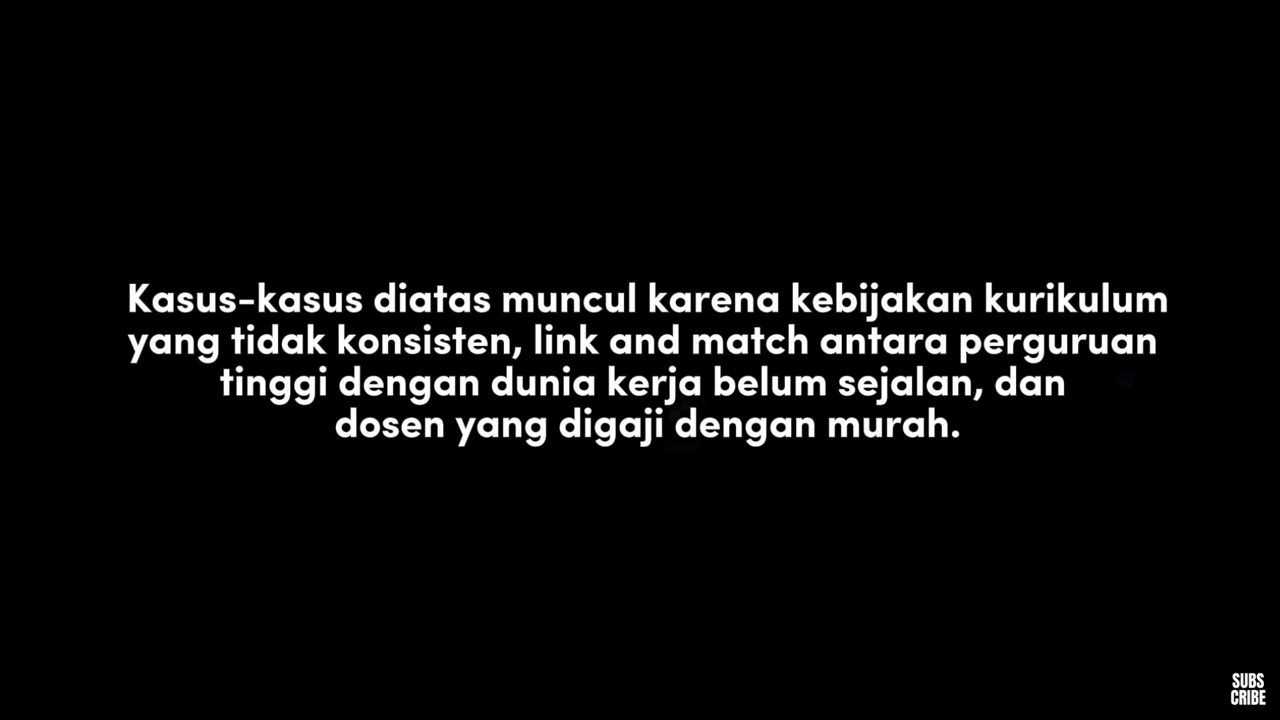 Kasus-kasus diatas muncul karena kebijakan kurikulum
yang tidak konsisten, link and match antara perguruan
tinggi dengan dunia kerja belum sejalan, dan
dosen yang digaji dengan murah.
SUBS
CRIBE